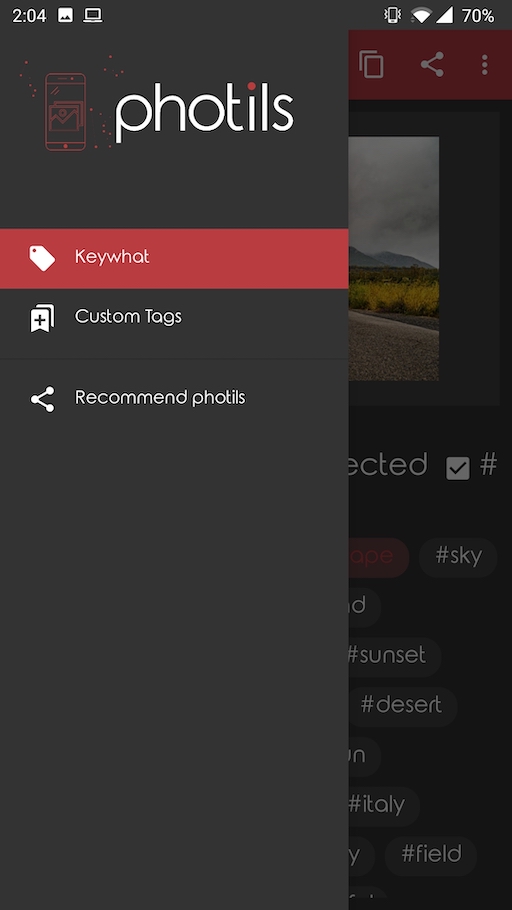 2:04
70%
photils
Keywhat
Custom Tags
Recommend photils
ected #
ape #sky
nd
#sunset
#desert
un
#italy
y #field